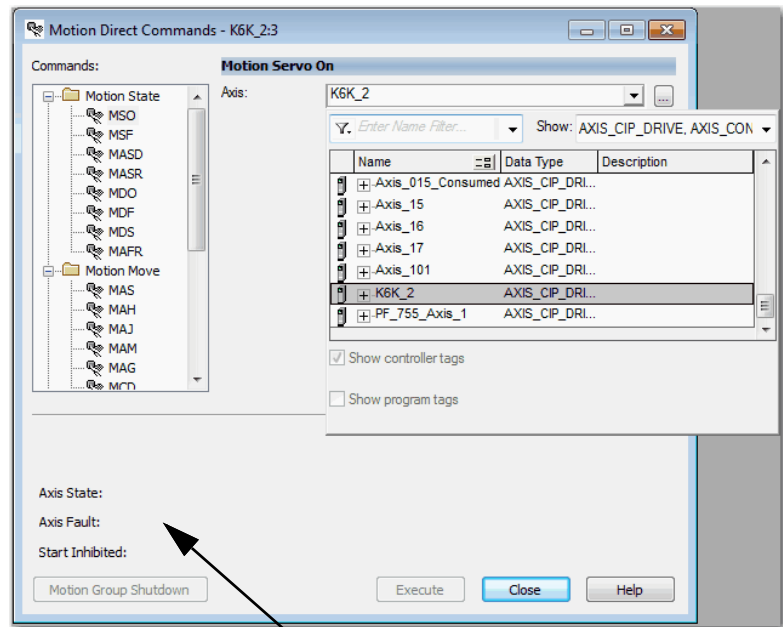 Motion Direct Commands - K6K_2:3
Commands:
Motion Servo On
Motion State
MSO
MSF
MASD
MASR
MDO
MDF
MDS
MAFR
Motion Move
MAS
MAH
MAJ
MAM
MAG
MCD
Axis:
K6K_2
...
Enter Name Filter...
Show: AXIS_CIP_DRIVE, AXIS_CON
Name Data Type Description
Axis_015_Consumed AXIS_CIP_DRI...
Axis_15 AXIS_CIP_DRI...
Axis_16 AXIS_CIP_DRI...
Axis_17 AXIS_CIP_DRI...
Axis_101 AXIS_CIP_DRI...
K6K_2 AXIS_CIP_DRI...
PF_755_Axis_1 AXIS_CIP_DRI...
Show controller tags
Show program tags
Axis State:
Axis Fault:
Start Inhibited:
Motion Group Shutdown
Execute
Close
Help